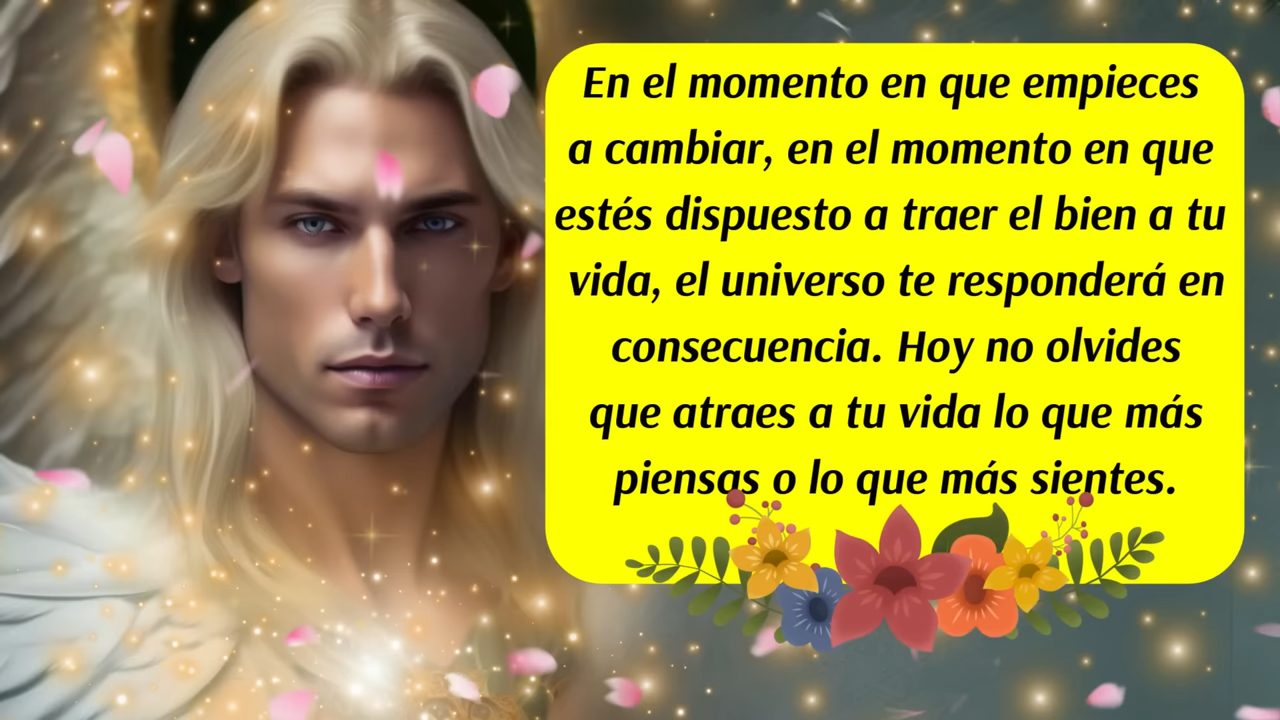 En el momento en que empieces
a cambiar, en el momento en que
estés dispuesto a traer el bien a tu
vida, el universo te responderá en
consecuencia. Hoy no olvides
que atraes a tu vida lo que más
piensas o lo que más sientes.